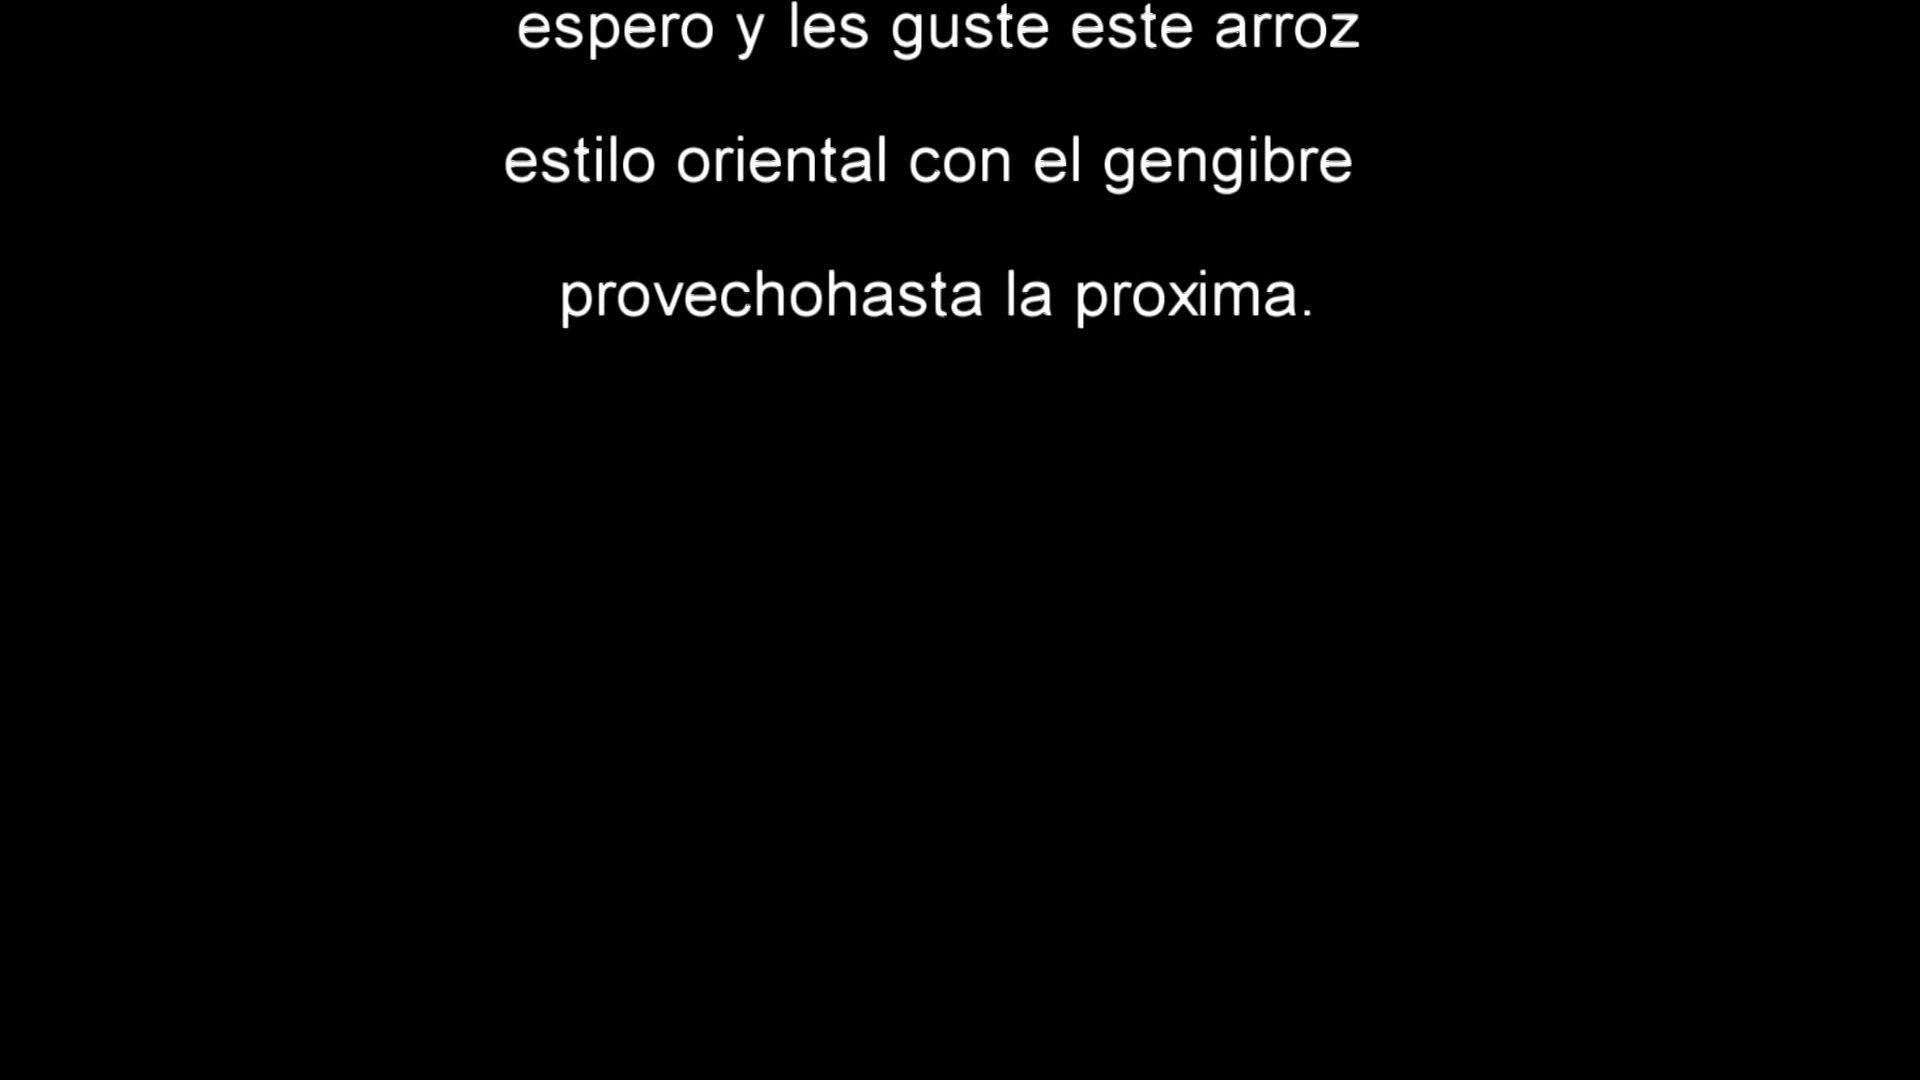 espero y les guste este arroz
estilo oriental con el gengibre
provechohasta la proxima.